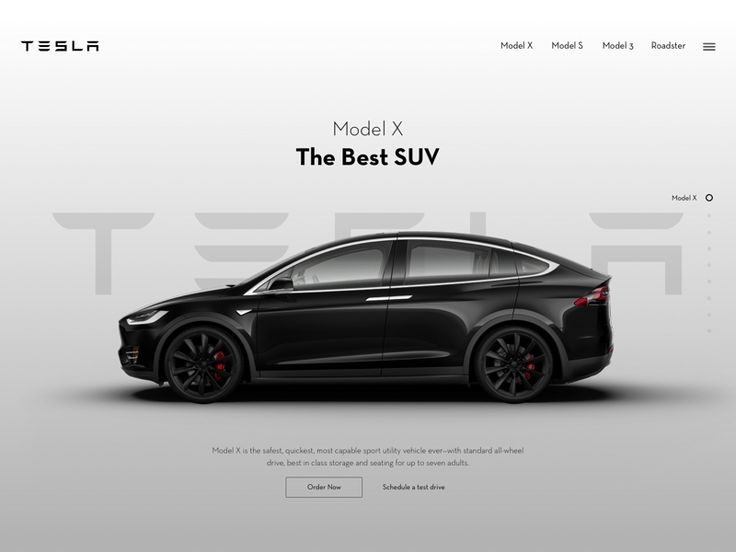 TESLA
Model X
Model S
Model 3
Roadster
Model X
The Best SUV
Model X
TESLA
Model X is the safest, quickest, most capable sport utility vehicle ever—with standard all-wheel
drive, best in class storage and seating for up to seven adults.
Order Now
Schedule a test drive